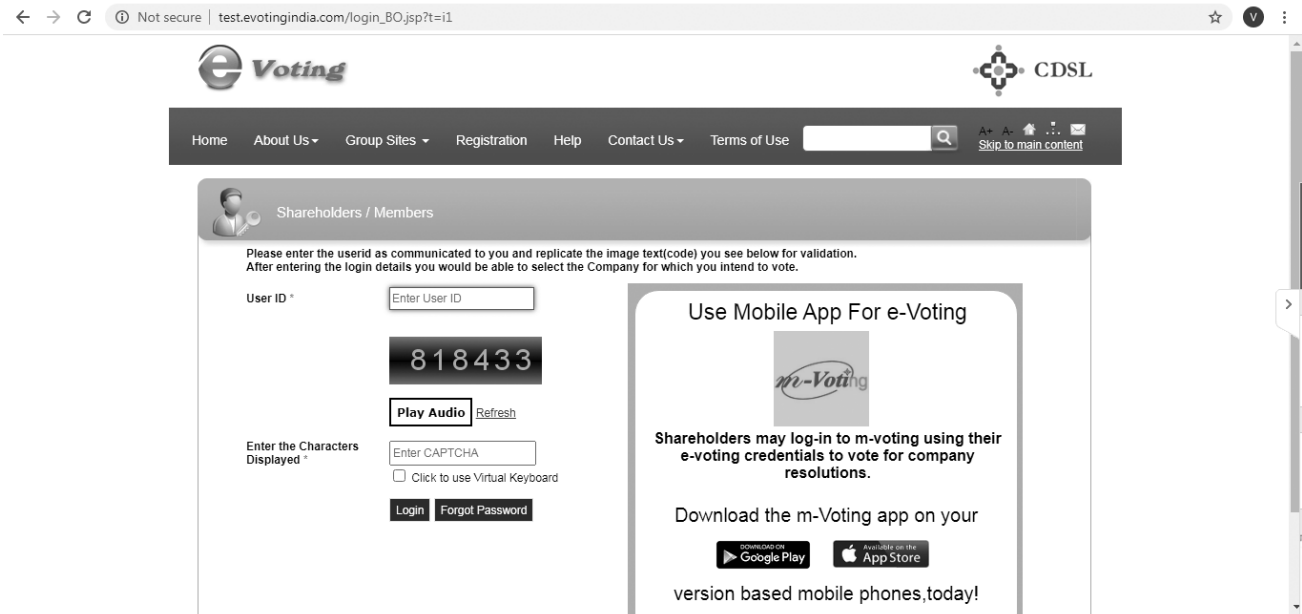 Not secure | test.evotingindia.com/login_BO.jsp?t=i1
V
e Voting
CDSL
Home About Us Group Sites Registration Help Contact Us Terms of Use
A+ A-
Skip to main content
Shareholders / Members
Please enter the userid as communicated to you and replicate the image text(code) you see below for validation.
After entering the login details you would be able to select the Company for which you intend to vote.
User ID *
Enter User ID
818433
Play Audio Refresh
Enter the Characters
Displayed *
Enter CAPTCHA
Click to use Virtual Keyboard
Login Forgot Password
Use Mobile App For e-Voting
m-Voting
Shareholders may log-in to m-voting using their
e-voting credentials to vote for company
resolutions.
Download the m-Voting app on your
DOWNLOAD ON
Google Play
Available on the
App Store
version based mobile phones,today!